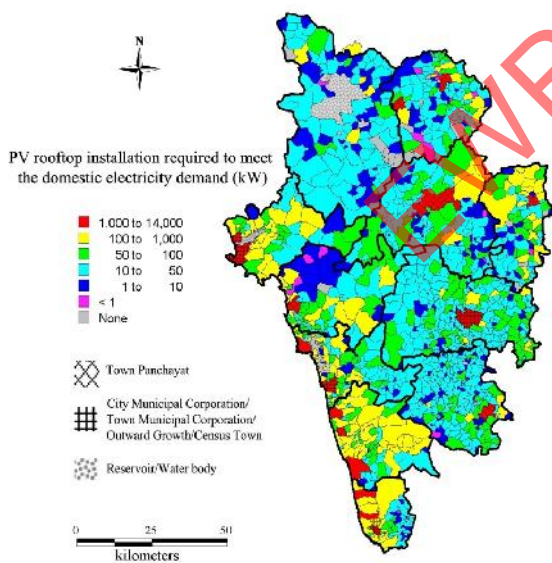 N
PV rooftop installation required to meet
the domestic electricity demand (kW)
1.000 to 14,000
100 to 1,000
50 to 100
10 to 50
1 to 10
< 1
None
Town Panchayat
City Municipal Corporation/
Town Municipal Corporation/
Outward Growth/Census Town
Reservoir/Water body
0 25 50
kilometers